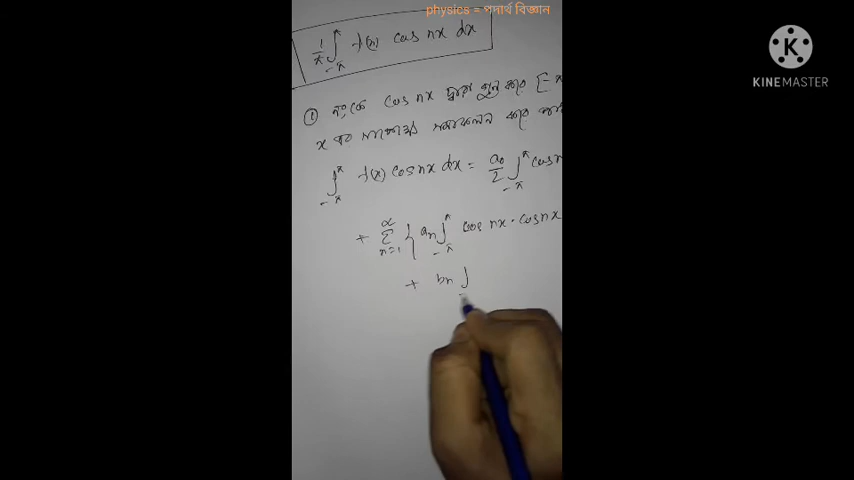 physics = পদার্থ বিজ্ঞান
1/π ∫_{-π}^{π} f(x) cos nx dx
① নং কে cos nx দ্বারা গুন করে [-π
x এর সাপেক্ষে সমাকলন করে
∫_{-π}^{π} f(x) cos nx dx = a₀/2 ∫_{-π}^{π} cos n
+ Σ_{n=1}^{∞} { aₙ ∫_{-π}^{π} cos nx · cos nx
+ bₙ ∫
K
KINEMASTER